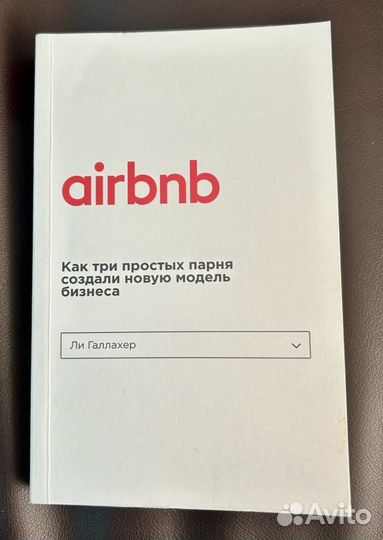 airbnb
Как три простых парня
создали новую модель
бизнеса
Ли Галлахер
Avito